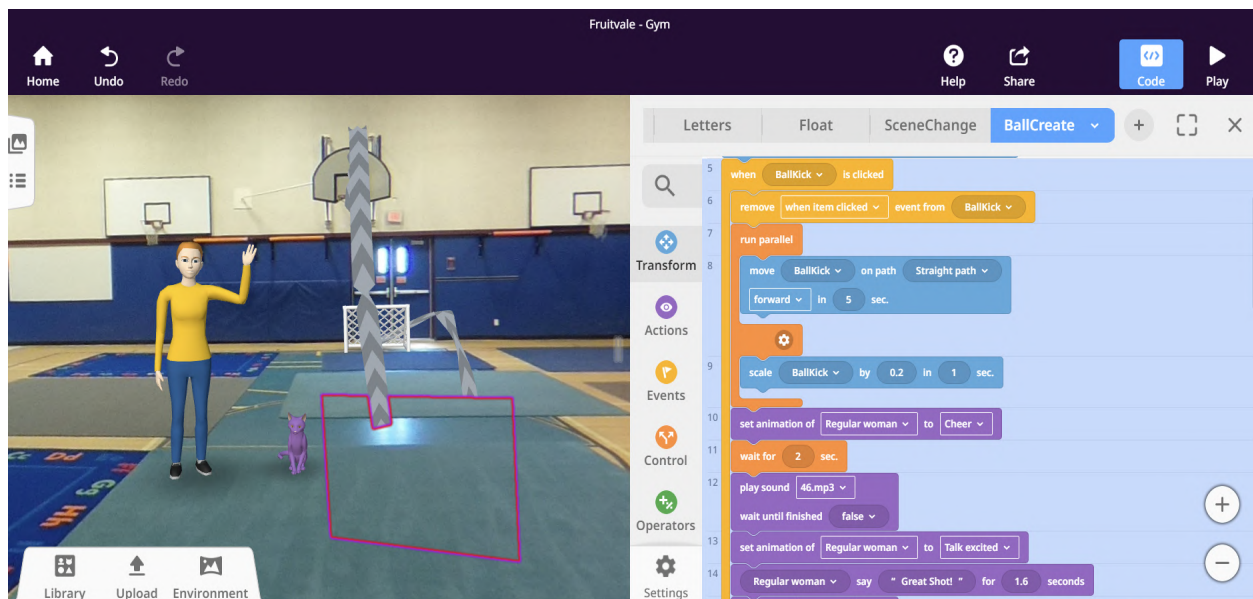 Fruitvale - Gym
Home
Undo
Redo
Help
Share
Code
Play
Letters
Float
SceneChange
BallCreate
Transform
Actions
Events
Control
Operators
Settings
5
when BallKick is clicked
6
remove when item clicked event from BallKick
7
run parallel
8
move BallKick on path Straight path
forward in 5 sec.
9
scale BallKick by 0.2 in 1 sec.
10
set animation of Regular woman to Cheer
11
wait for 2 sec.
12
play sound 46.mp3
wait until finished false
13
set animation of Regular woman to Talk excited
14
Regular woman say " Great Shot! " for 1.6 seconds
Dd
Gg
Hh
Library
Upload
Environment